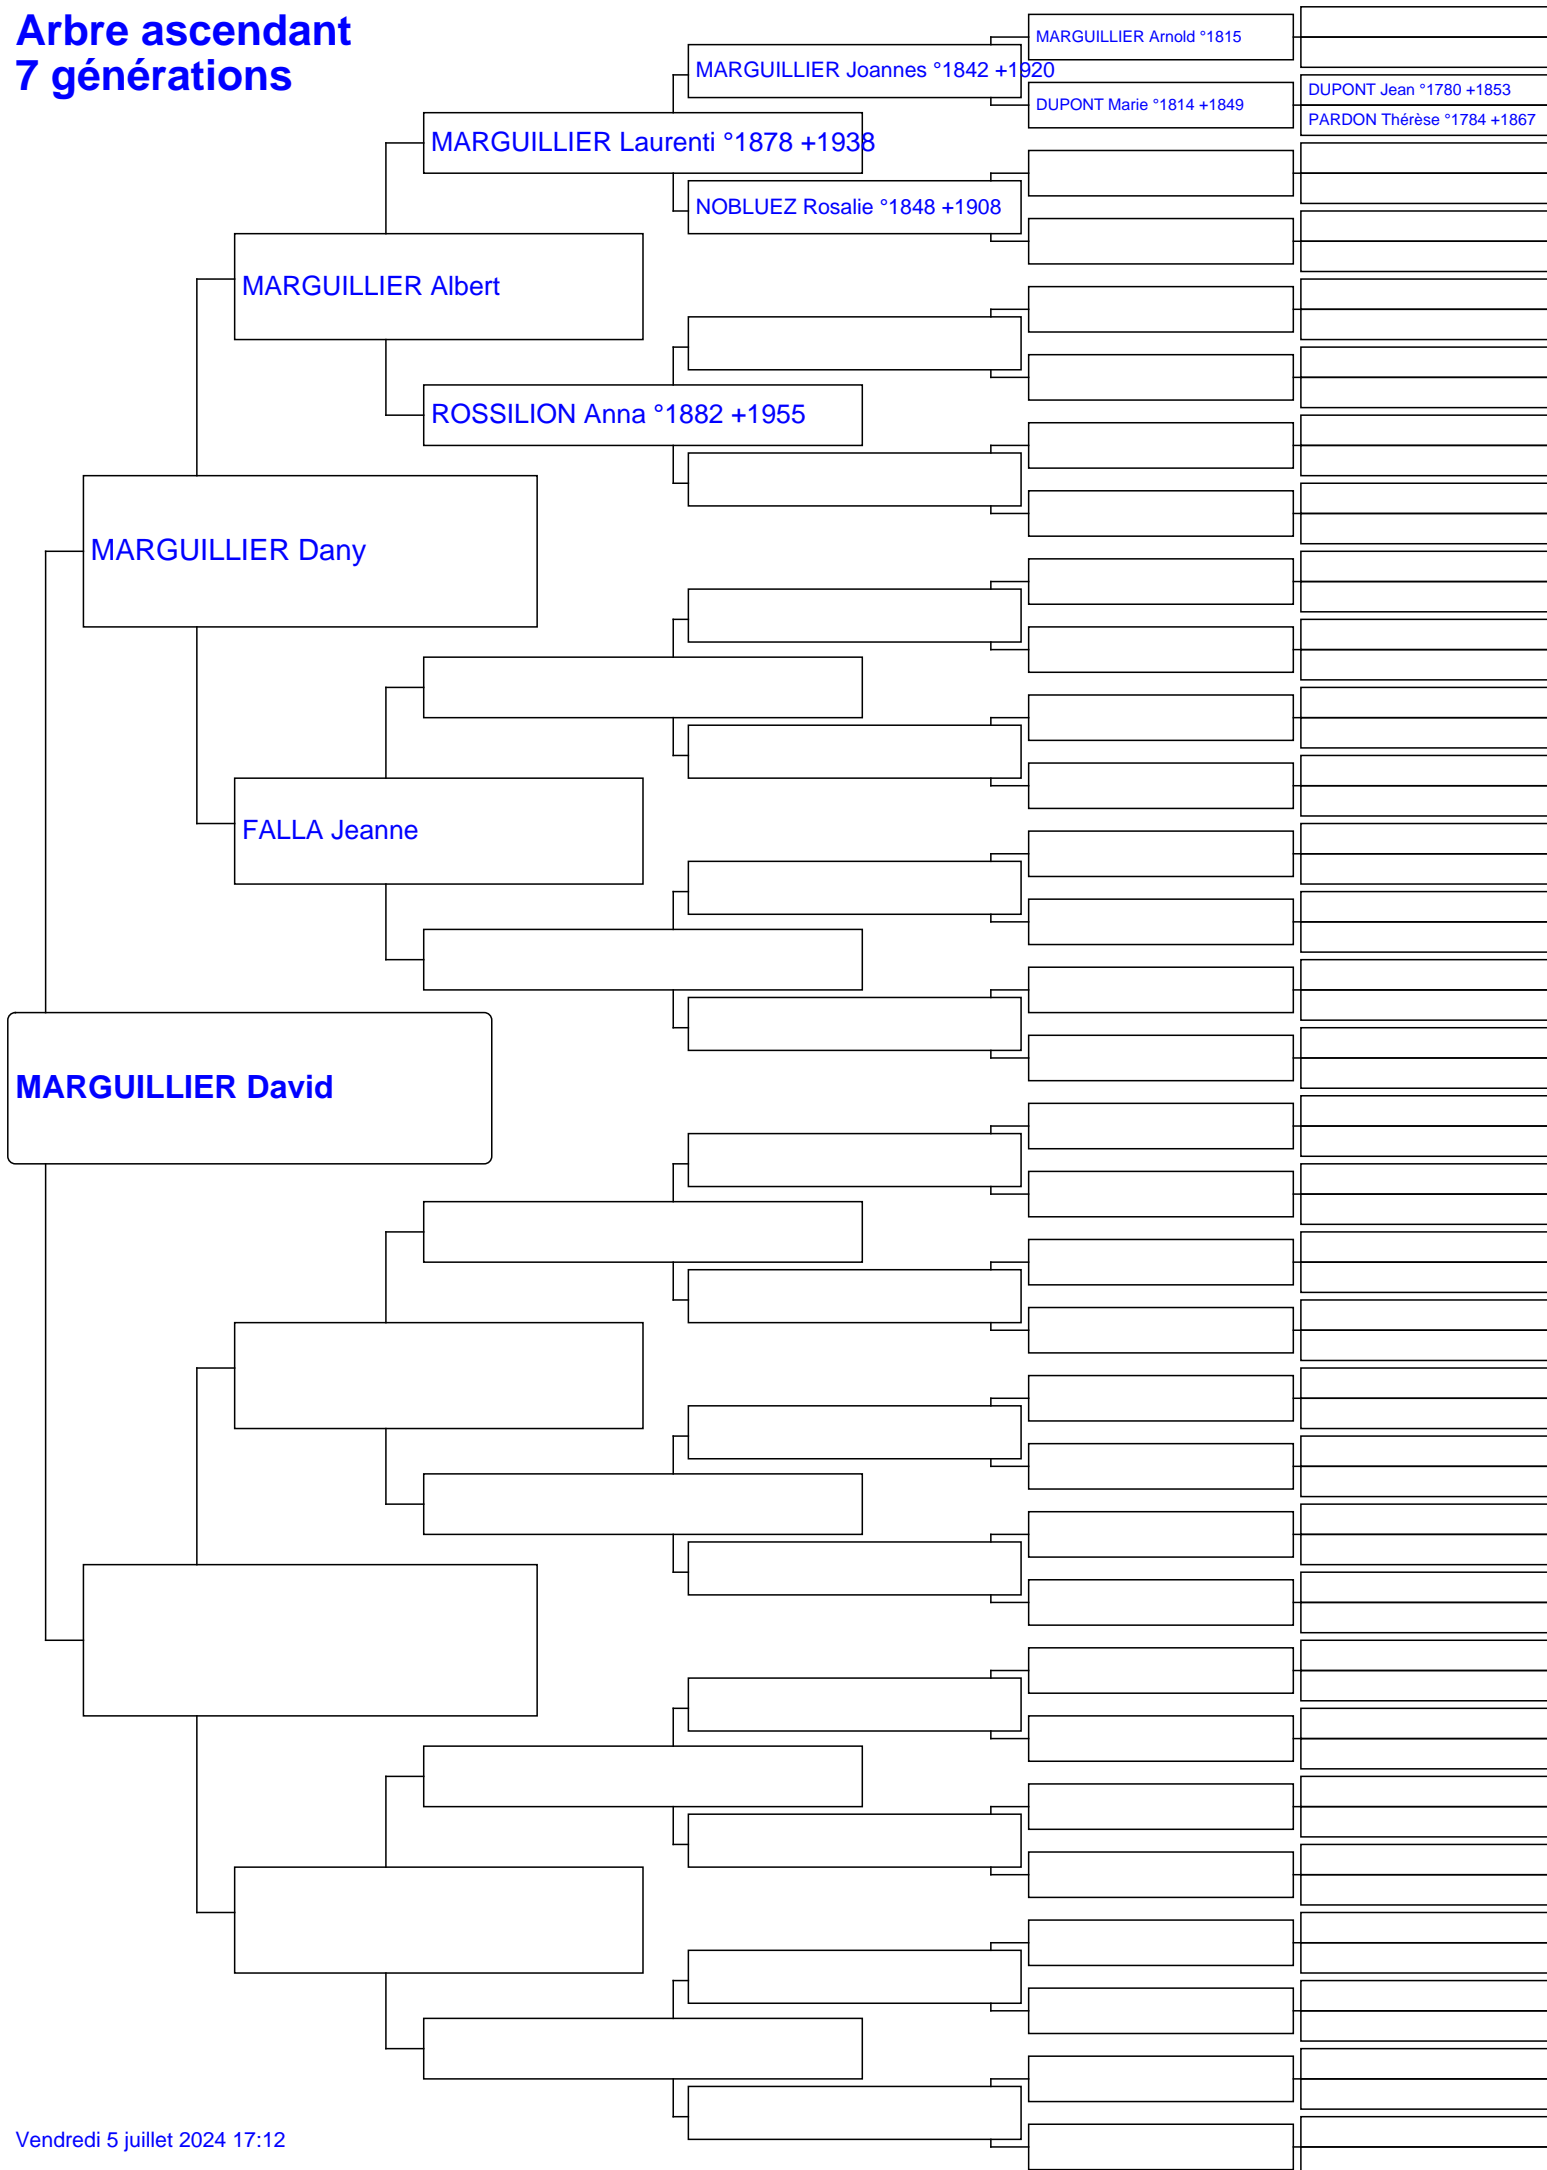 Arbre ascendant
7 générations
MARGUILLIER Arnold °1815
MARGUILLIER Joannes °1842 +1920
DUPONT Jean °1780 +1853
DUPONT Marie °1814 +1849
PARDON Thérèse °1784 +1867
MARGUILLIER Laurenti °1878 +1938
NOBLUEZ Rosalie °1848 +1908
MARGUILLIER Albert
ROSSILION Anna °1882 +1955
MARGUILLIER Dany
FALLA Jeanne
MARGUILLIER David
Vendredi 5 juillet 2024 17:12